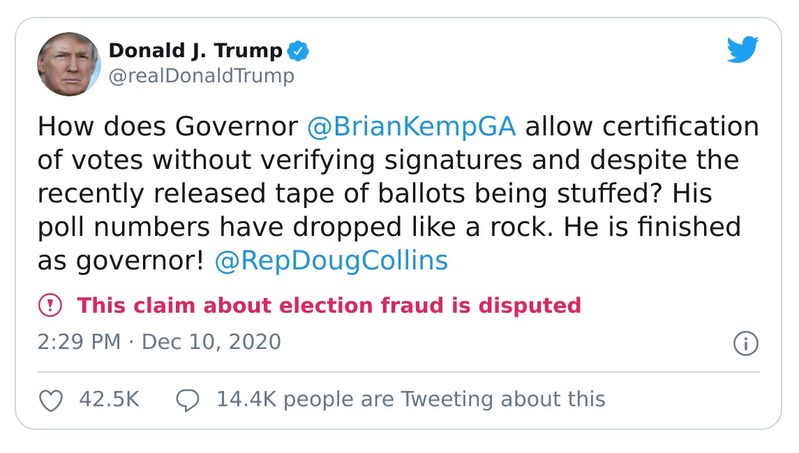 Donald J. Trump
@realDonaldTrump
How does Governor @BrianKempGA allow certification
of votes without verifying signatures and despite the
recently released tape of ballots being stuffed? His
poll numbers have dropped like a rock. He is finished
as governor! @RepDougCollins
This claim about election fraud is disputed
2:29 PM · Dec 10, 2020
42.5K 14.4K people are Tweeting about this